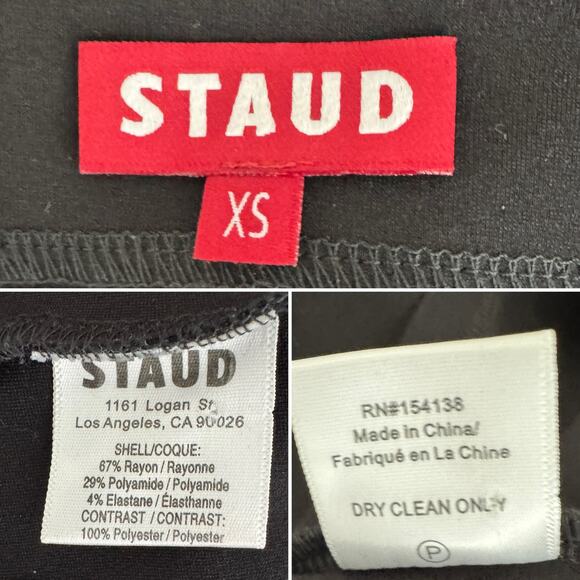 STAUD
XS
STAUD
1161 Logan St.
Los Angeles, CA 90026
SHELL/COQUE:
67% Rayon / Rayonne
29% Polyamide / Polyamide
4% Elastane / Élasthanne
CONTRAST / CONTRAST:
100% Polyester / Polyester
RN#154138
Made in China/
Fabriqué en La Chine
DRY CLEAN ONLY
P